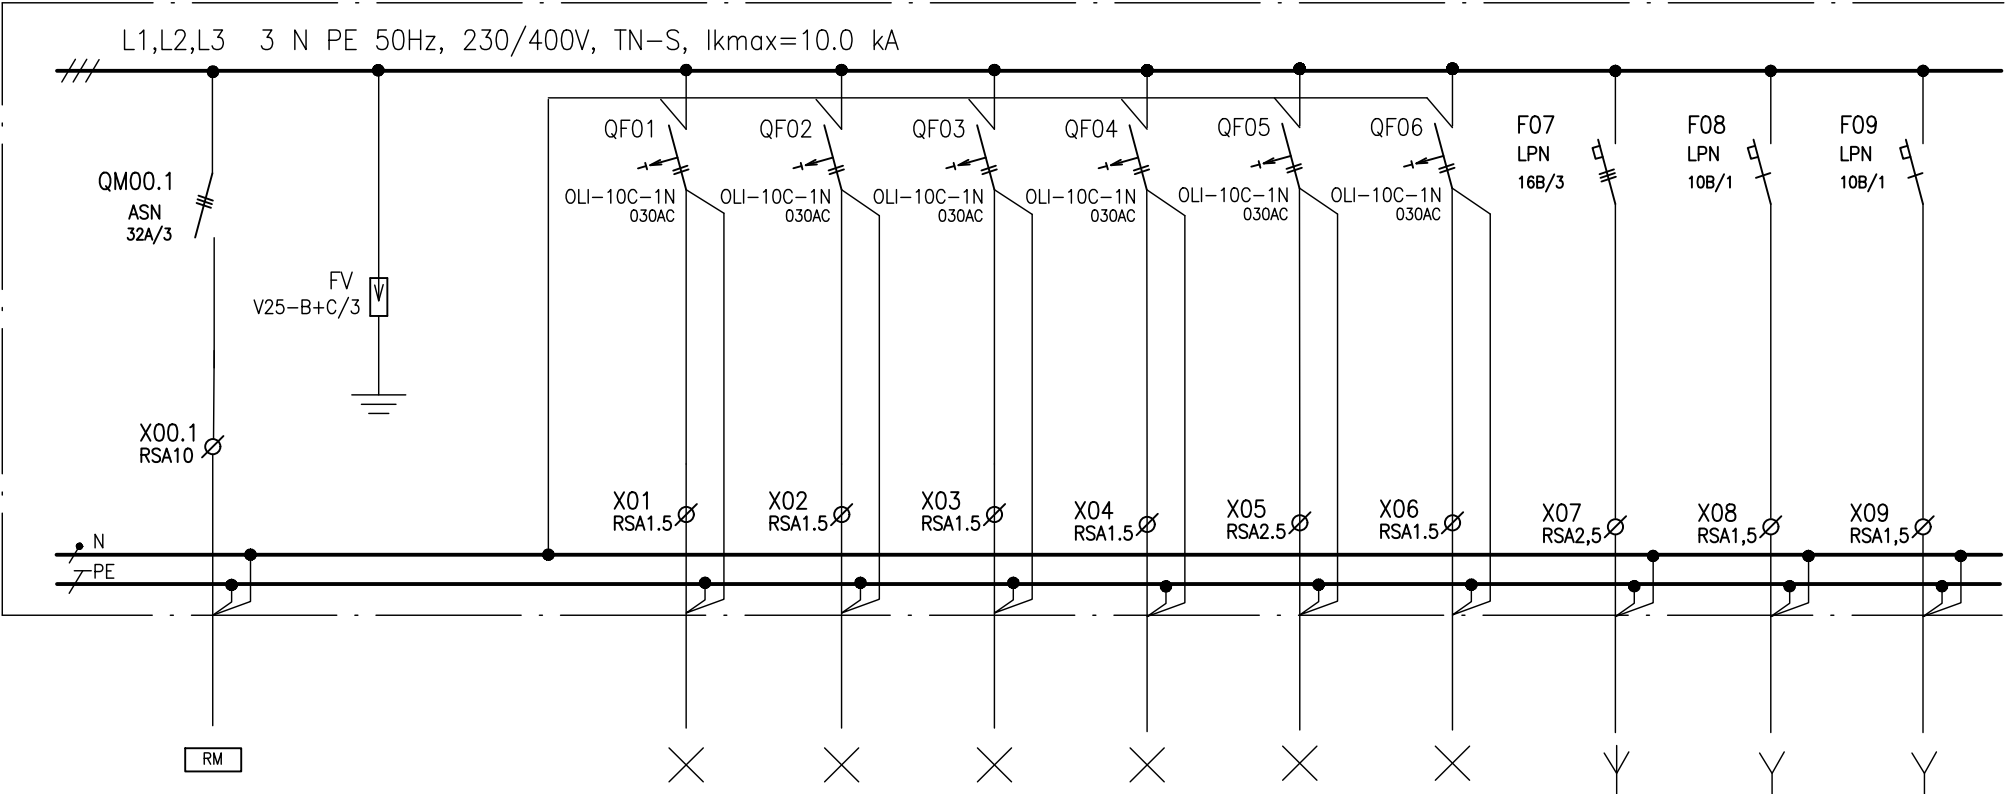 L1,L2,L3 3 N PE 50Hz, 230/400V, TN-S, Ikmax=10.0 kA
QM00.1
ASN
32A/3
FV
V25-B+C/3
X00.1
RSA10
QF01
OLI-10C-1N
030AC
QF02
OLI-10C-1N
030AC
QF03
OLI-10C-1N
030AC
QF04
OLI-10C-1N
030AC
QF05
OLI-10C-1N
030AC
QF06
OLI-10C-1N
030AC
F07
LPN
16B/3
F08
LPN
10B/1
F09
LPN
10B/1
X01
RSA1.5
X02
RSA1.5
X03
RSA1.5
X04
RSA1.5
X05
RSA2.5
X06
RSA1.5
X07
RSA2,5
X08
RSA1,5
X09
RSA1,5
N
PE
RM